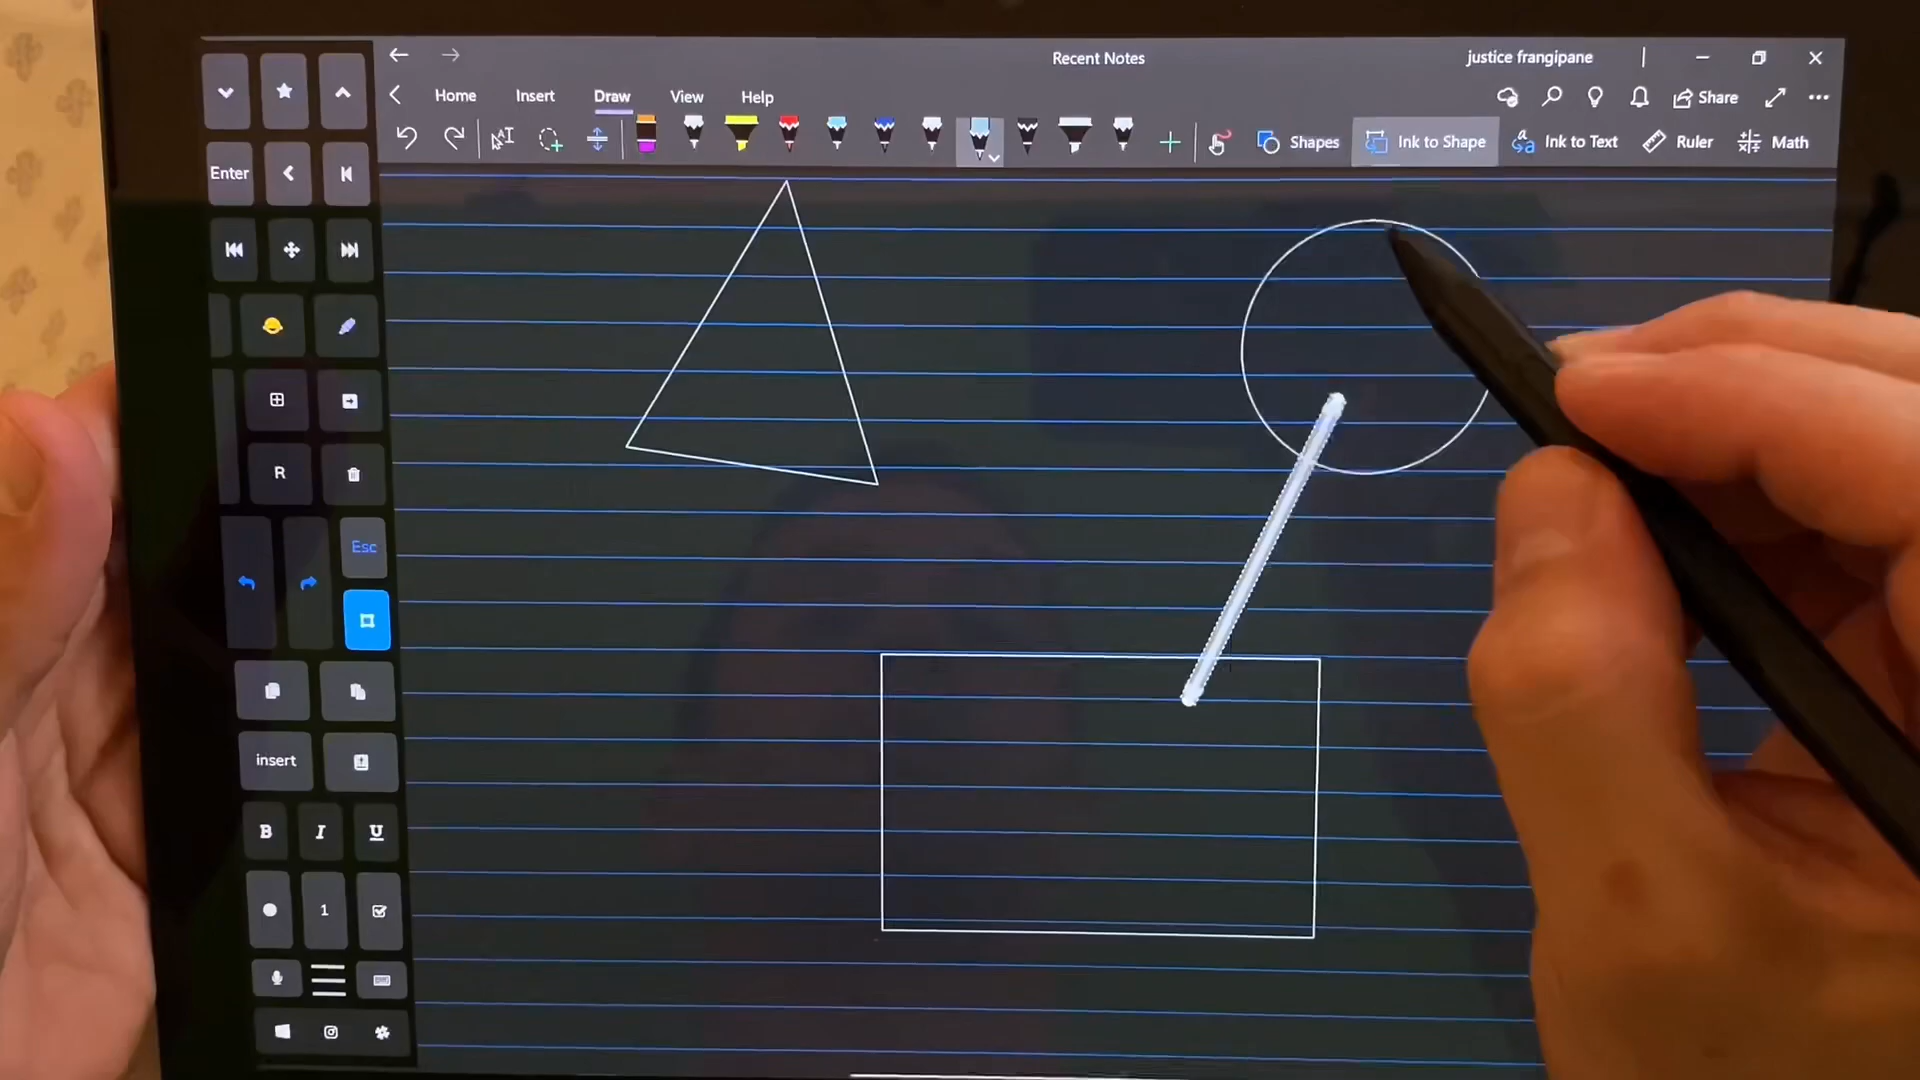 Recent Notes
justice frangipane
Home Insert Draw View Help
Share
Shapes Ink to Shape Ink to Text Ruler Math
Enter
R
Esc
insert
B I U
1